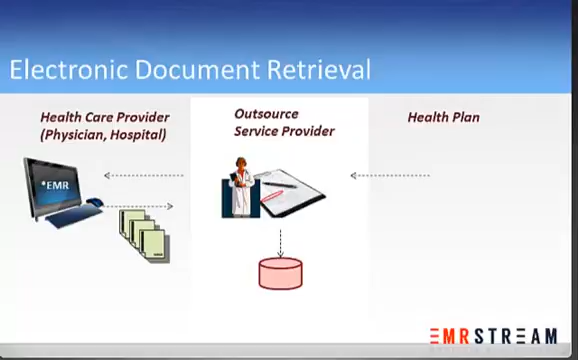 Electronic Document Retrieval
Health Care Provider
(Physician, Hospital)
Outsource
Service Provider
Health Plan
*EMR
EMRSTREAM